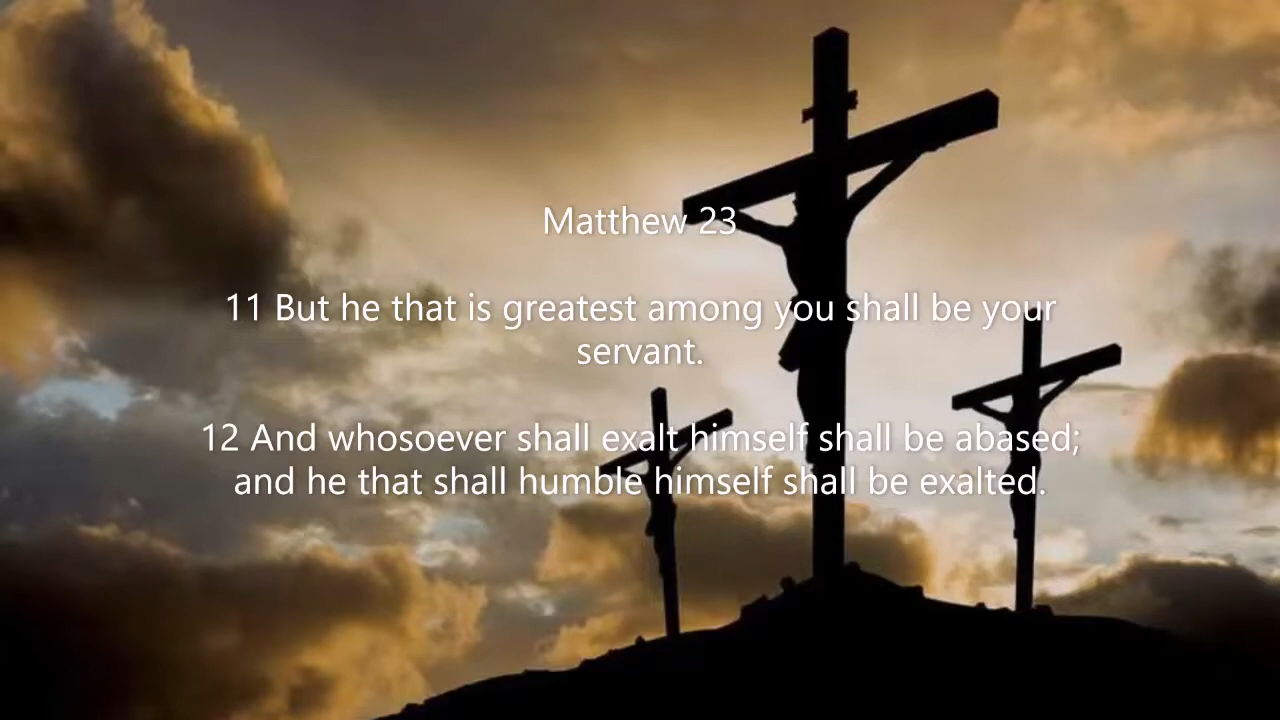 Matthew 23
11 But he that is greatest among you shall be your
servant.
12 And whosoever shall exalt himself shall be abased;
and he that shall humble himself shall be exalted.